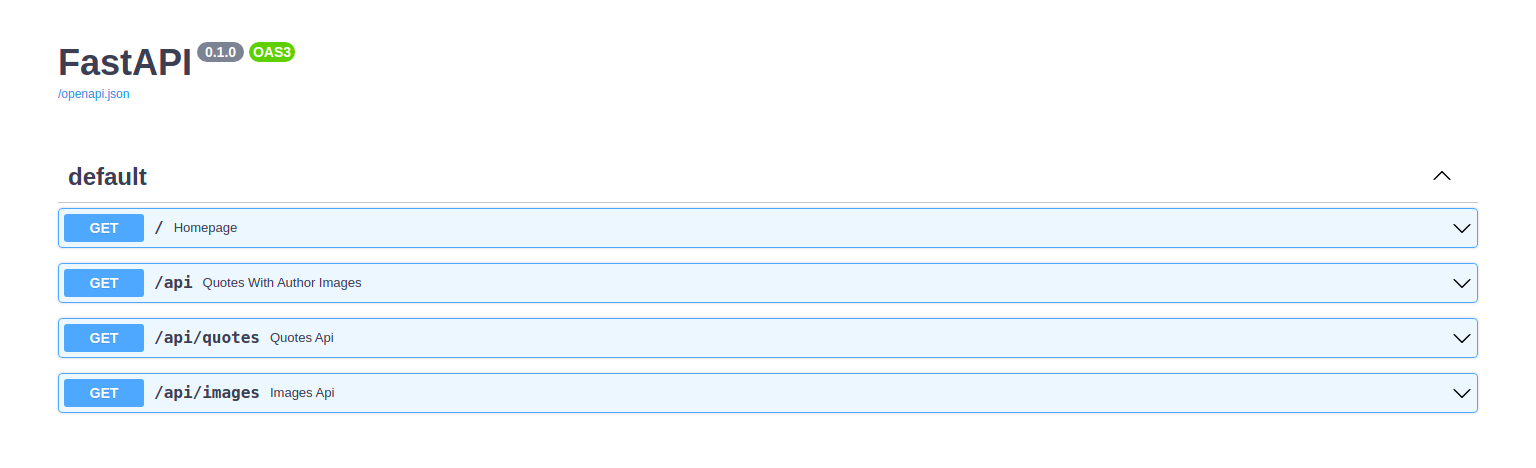 FastAPI 0.1.0 OAS3
/openapi.json
default
GET / Homepage
GET /api Quotes With Author Images
GET /api/quotes Quotes Api
GET /api/images Images Api